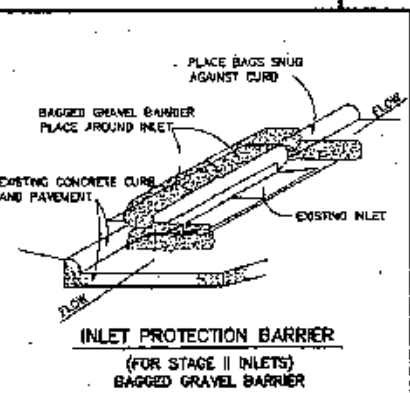 PLACE BAGS SNUG
AGAINST CURB
FLOW
BAGGED GRAVEL BARRIER
PLACE AROUND INLET
EXISTING CONCRETE CURB
AND PAVEMENT
EXISTING INLET
FLOW
INLET PROTECTION BARRIER
(FOR STAGE II INLETS)
BAGGED GRAVEL BARRIER